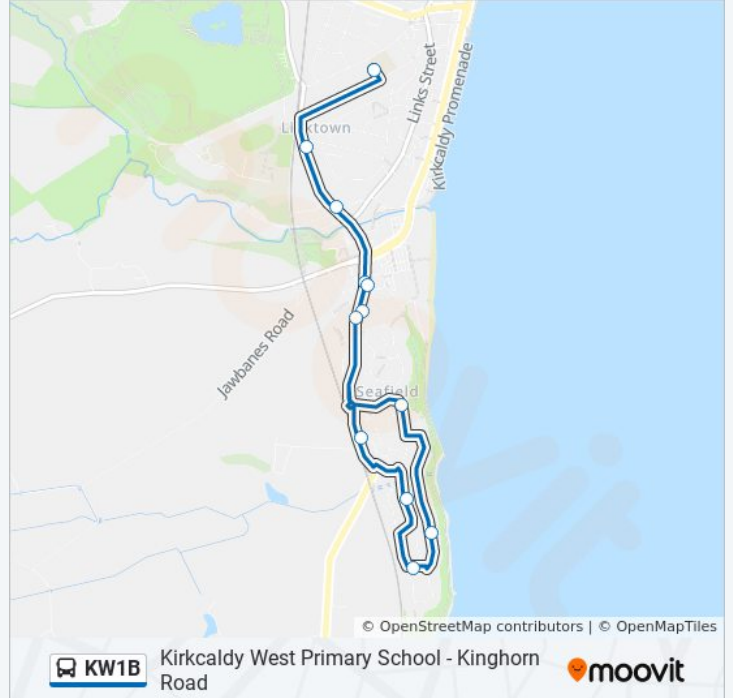 Links Street
Kirkcaldy Promenade
Linktown
Jawbanes Road
Seafield
© OpenStreetMap contributors | © OpenMapTiles
KW1B
Kirkcaldy West Primary School - Kinghorn
Road
moovit